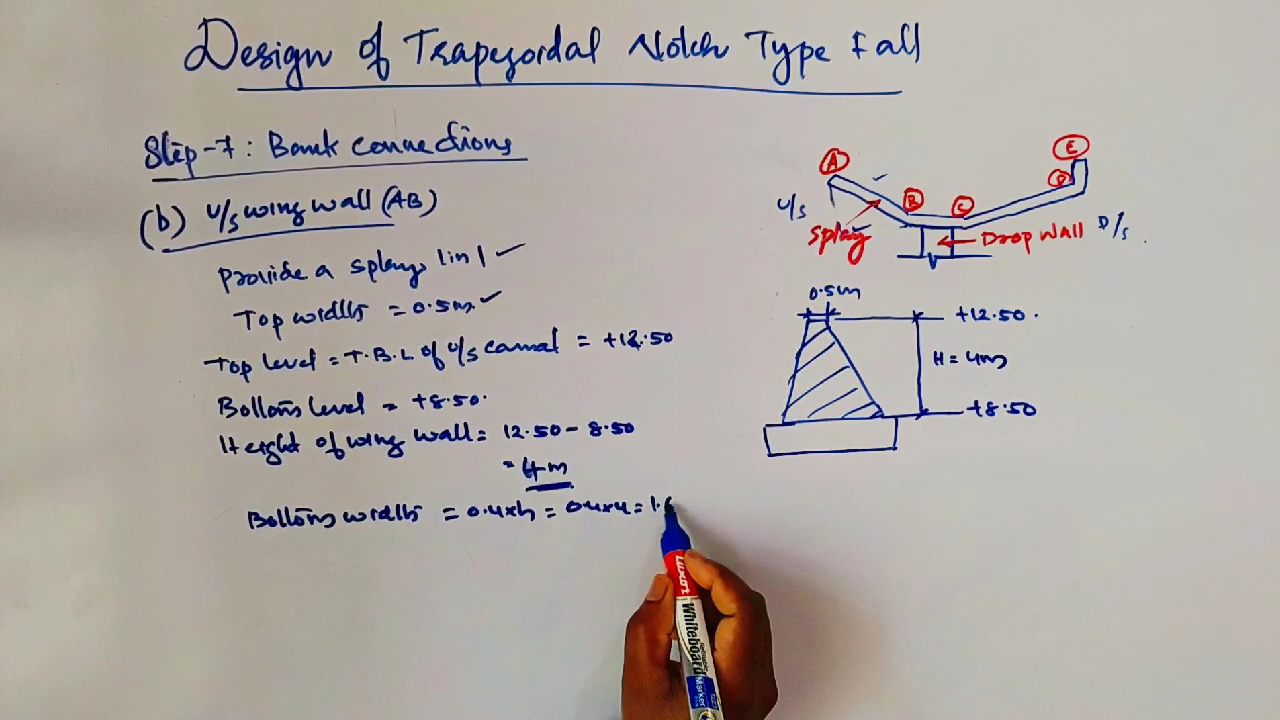 Design of Trapezoidal Notch Type Fall
Step-7: Bank connections
(b) U/s wing wall (AB)
Provide a splay, 1 in 1
Top width = 0.5m
Top level = T.B.L of U/s canal = +12.50
Bottom level = +8.50.
Height of wing wall = 12.50 - 8.50
= 4m
Bottom width = 0.4xh = 0.4x4 = 1.6
A
B
C
D
E
U/s
splay
Drop wall
D/s
0.5m
+12.50.
H = 4m
+8.50
Luxor
Whiteboard
Marker